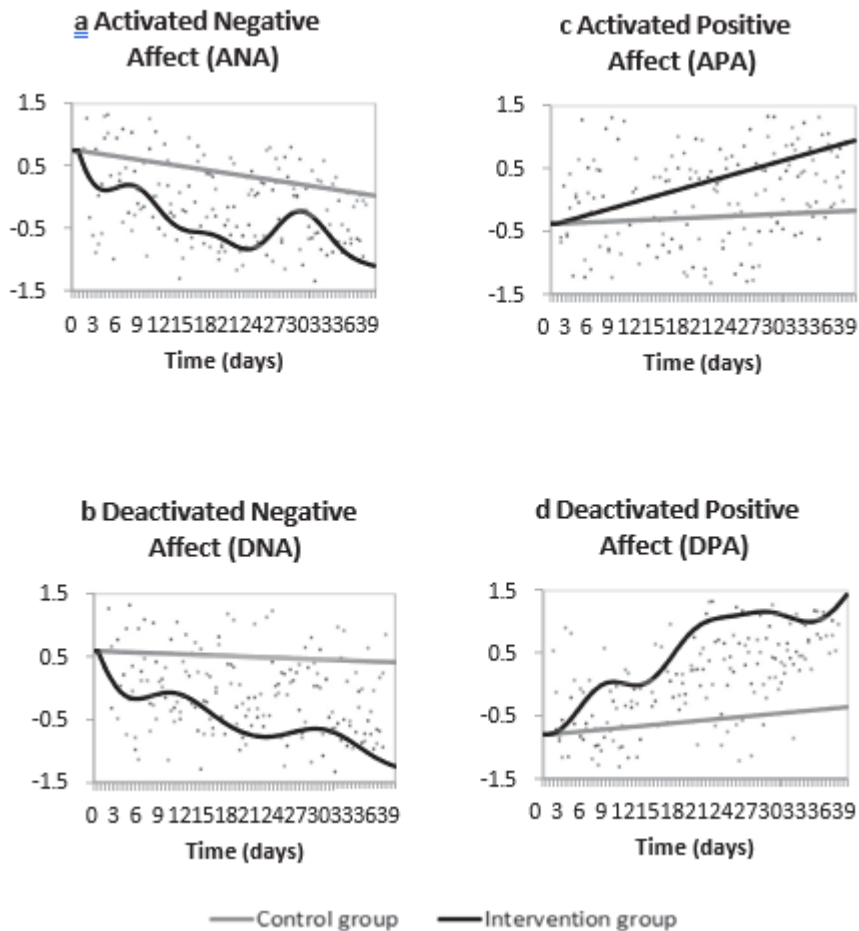 a Activated Negative
Affect (ANA)
1.5
0.5
-0.5
-1.5
0 3 6 9 12151821242730333639
Time (days)
c Activated Positive
Affect (APA)
1.5
0.5
-0.5
-1.5
0 3 6 9 12151821242730333639
Time (days)
b Deactivated Negative
Affect (DNA)
1.5
0.5
-0.5
-1.5
0 3 6 9 12151821242730333639
Time (days)
d Deactivated Positive
Affect (DPA)
1.5
0.5
-0.5
-1.5
0 3 6 9 12151821242730333639
Time (days)
Control group
Intervention group